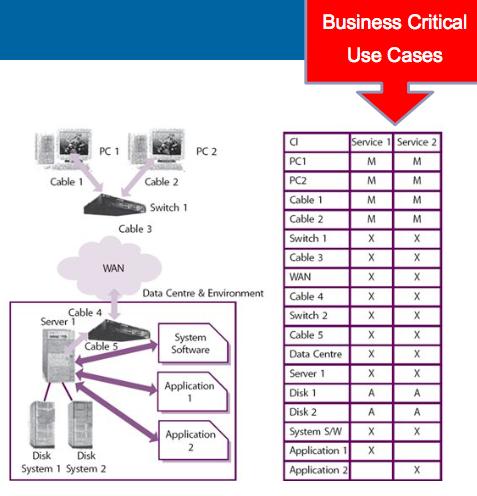 Business Critical
Use Cases
PC 1
PC 2
Cable 1
Cable 2
Switch 1
Cable 3
WAN
Data Centre & Environment
Cable 4
Server 1
Cable 5
System
Software
Application
1
Application
2
Disk
System 1
Disk
System 2
CI Service 1 Service 2
PC1 M M
PC2 M M
Cable 1 M M
Cable 2 M M
Switch 1 X X
Cable 3 X X
WAN X X
Cable 4 X X
Switch 2 X X
Cable 5 X X
Data Centre X X
Server 1 X X
Disk 1 A A
Disk 2 A A
System S/W X X
Application 1 X
Application 2 X